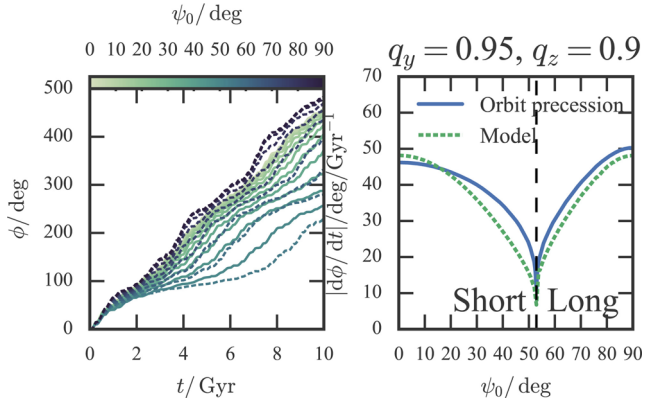 ψ₀/ deg
0 10 20 30 40 50 60 70 80 90
500
400
300
200
100
0
ϕ/ deg
0 2 4 6 8 10
t/ Gyr
q_y = 0.95, q_z = 0.9
70
60
50
40
30
20
10
0
|dϕ/dt|/deg/Gyr⁻¹
Orbit precession
Model
Short
Long
0 10 20 30 40 50 60 70 80 90
ψ₀/ deg